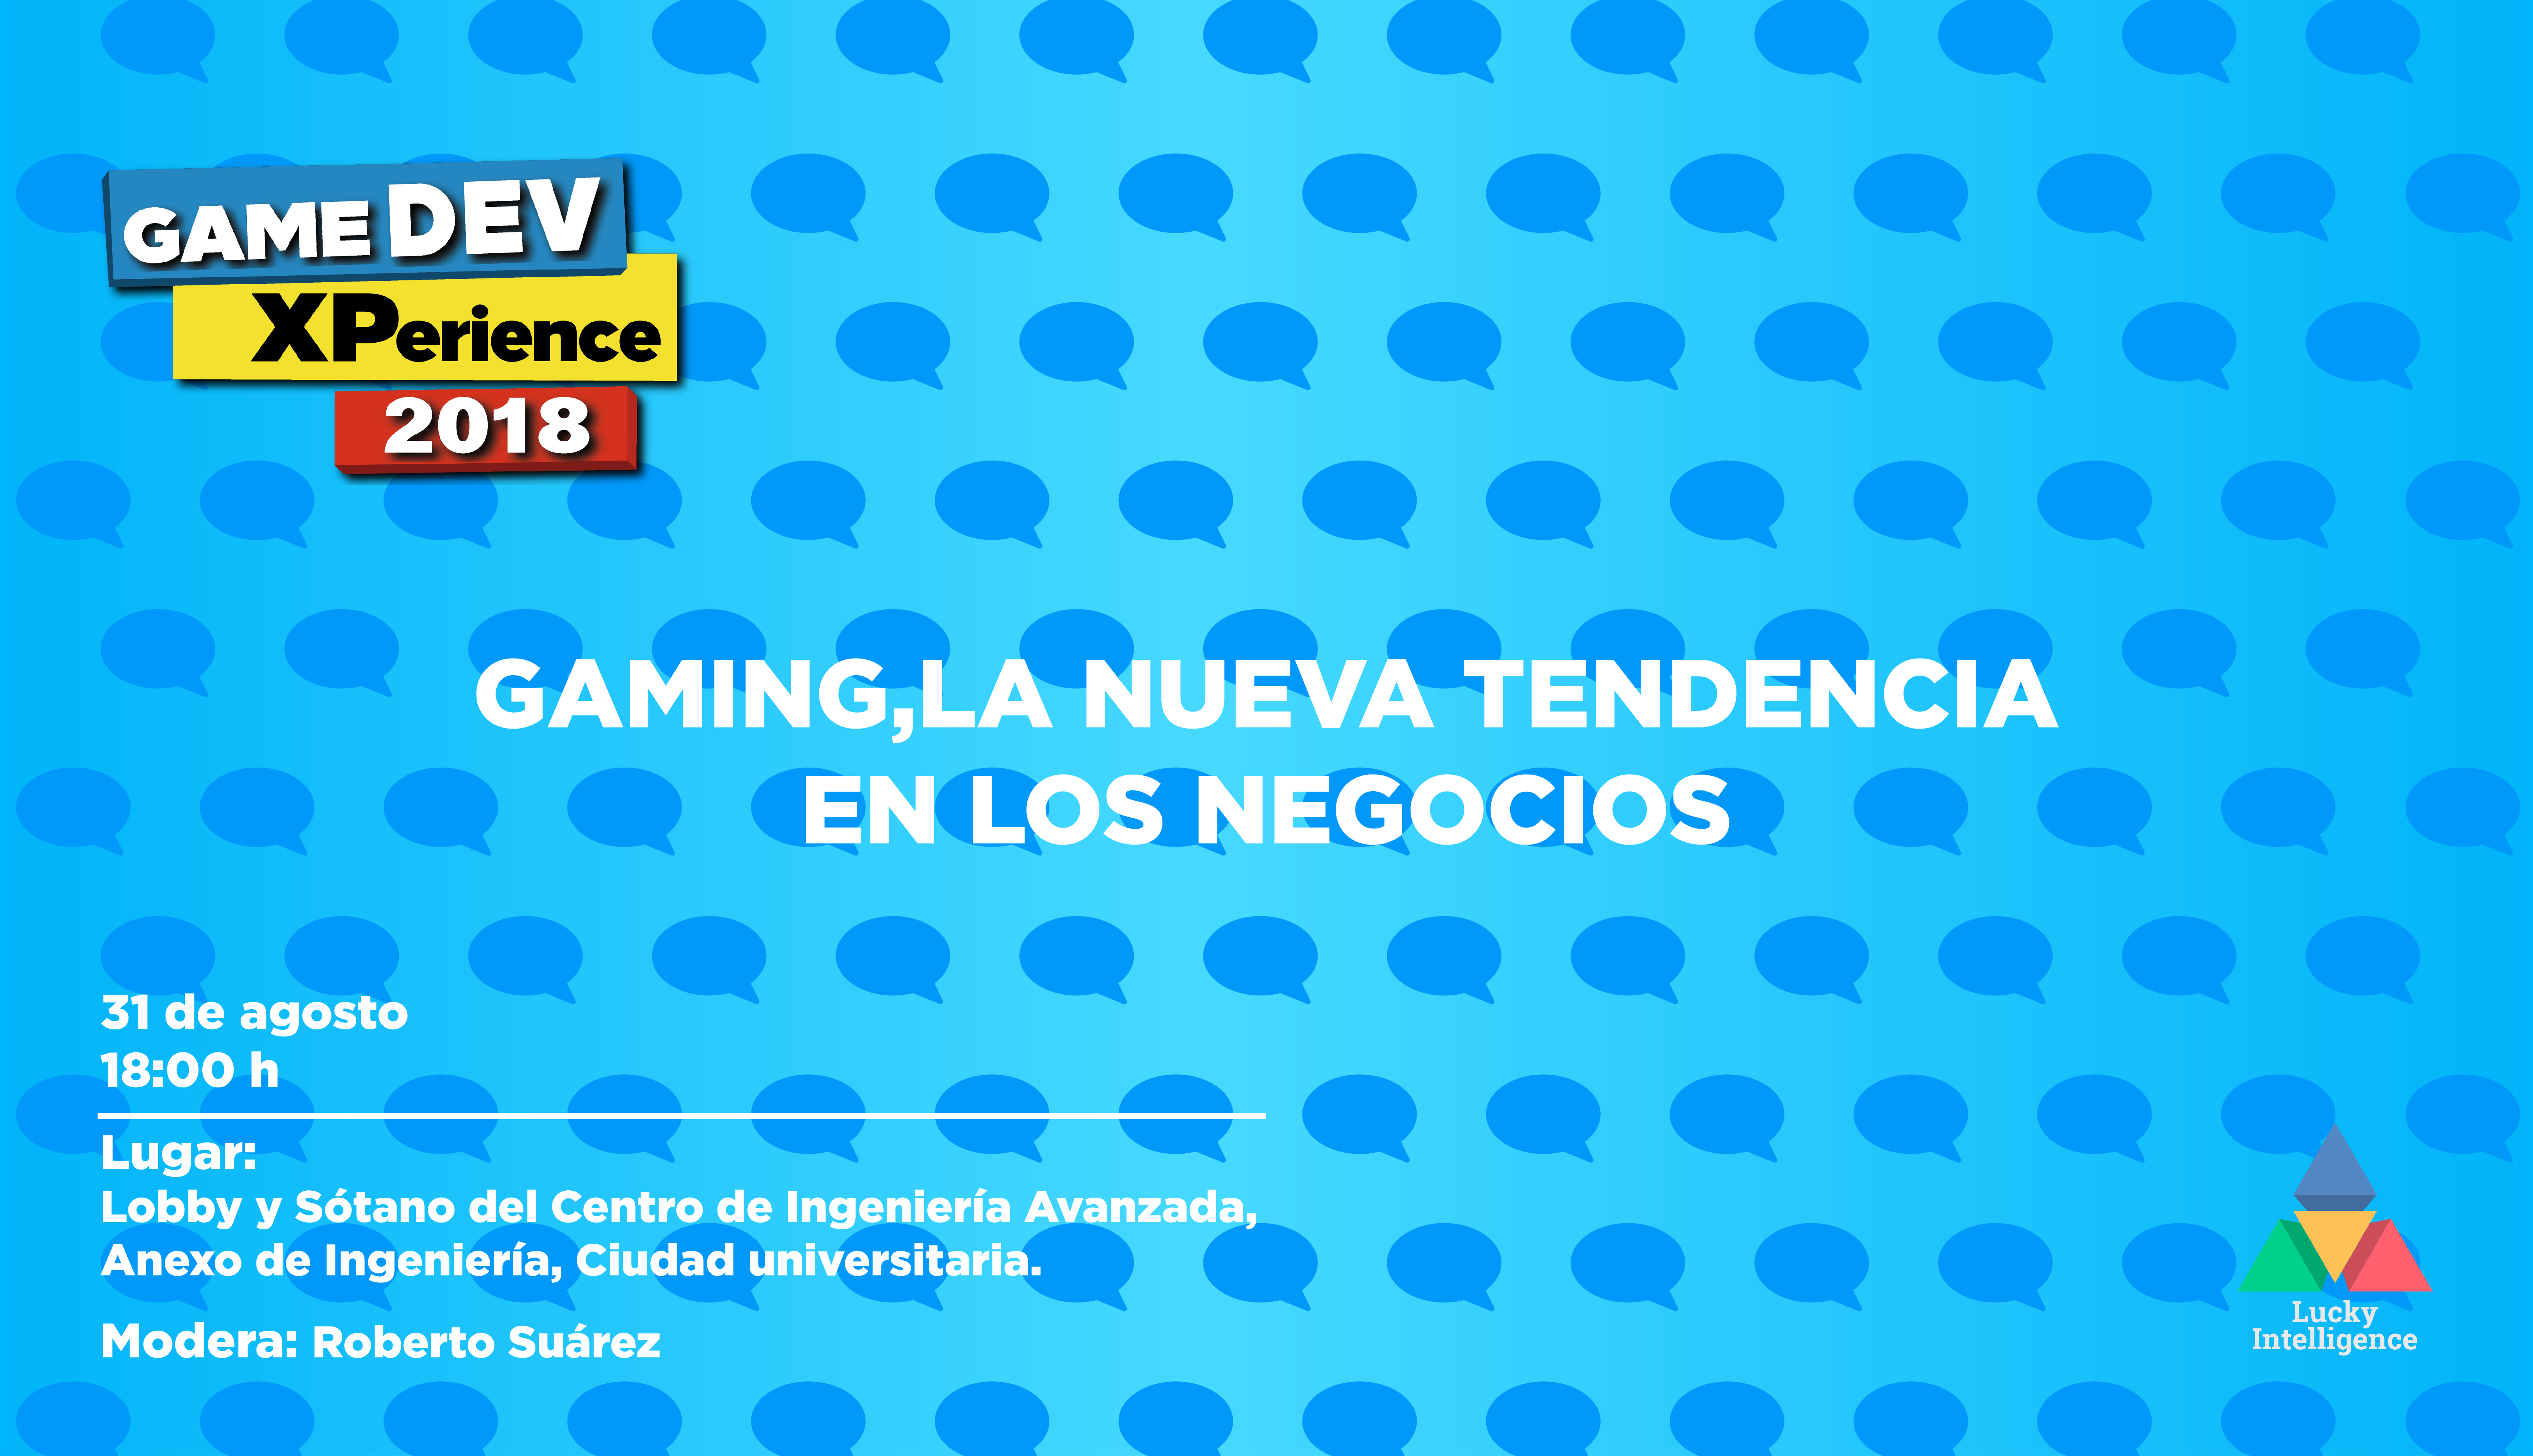 GAME DEV
XPerience
2018
GAMING,LA NUEVA TENDENCIA
EN LOS NEGOCIOS
31 de agosto
18:00 h
Lugar:
Lobby y Sótano del Centro de Ingeniería Avanzada,
Anexo de Ingeniería, Ciudad universitaria.
Modera: Roberto Suárez
Lucky
Intelligence